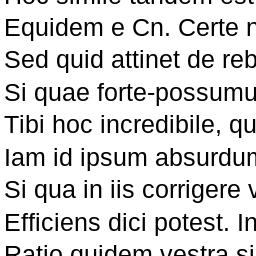 Hoc simile tandem est
Equidem e Cn. Certe n
Sed quid attinet de reb
Si quae forte-possumu
Tibi hoc incredibile, qu
Iam id ipsum absurdum
Si qua in iis corrigere v
Efficiens dici potest. In
Ratio quidem vestra si